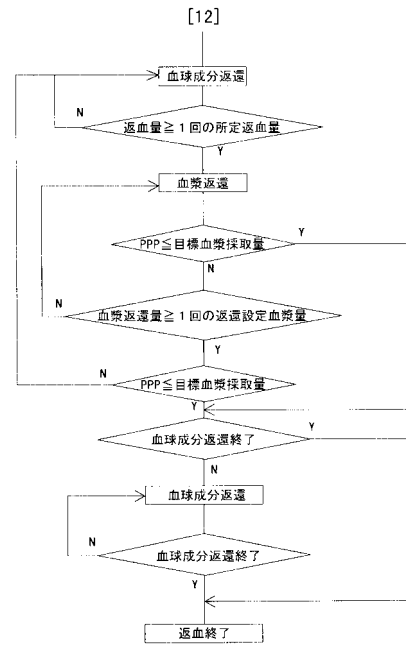 [12]
血球成分返還
N
返血量≧1回の所定返血量
Y
血漿返還
Y
PPP≦目標血漿採取量
N
N
血漿返還量≧1回の返還設定血漿量
Y
N
PPP≦目標血漿採取量
Y
Y
血球成分返還終了
N
血球成分返還
N
血球成分返還終了
Y
返血終了